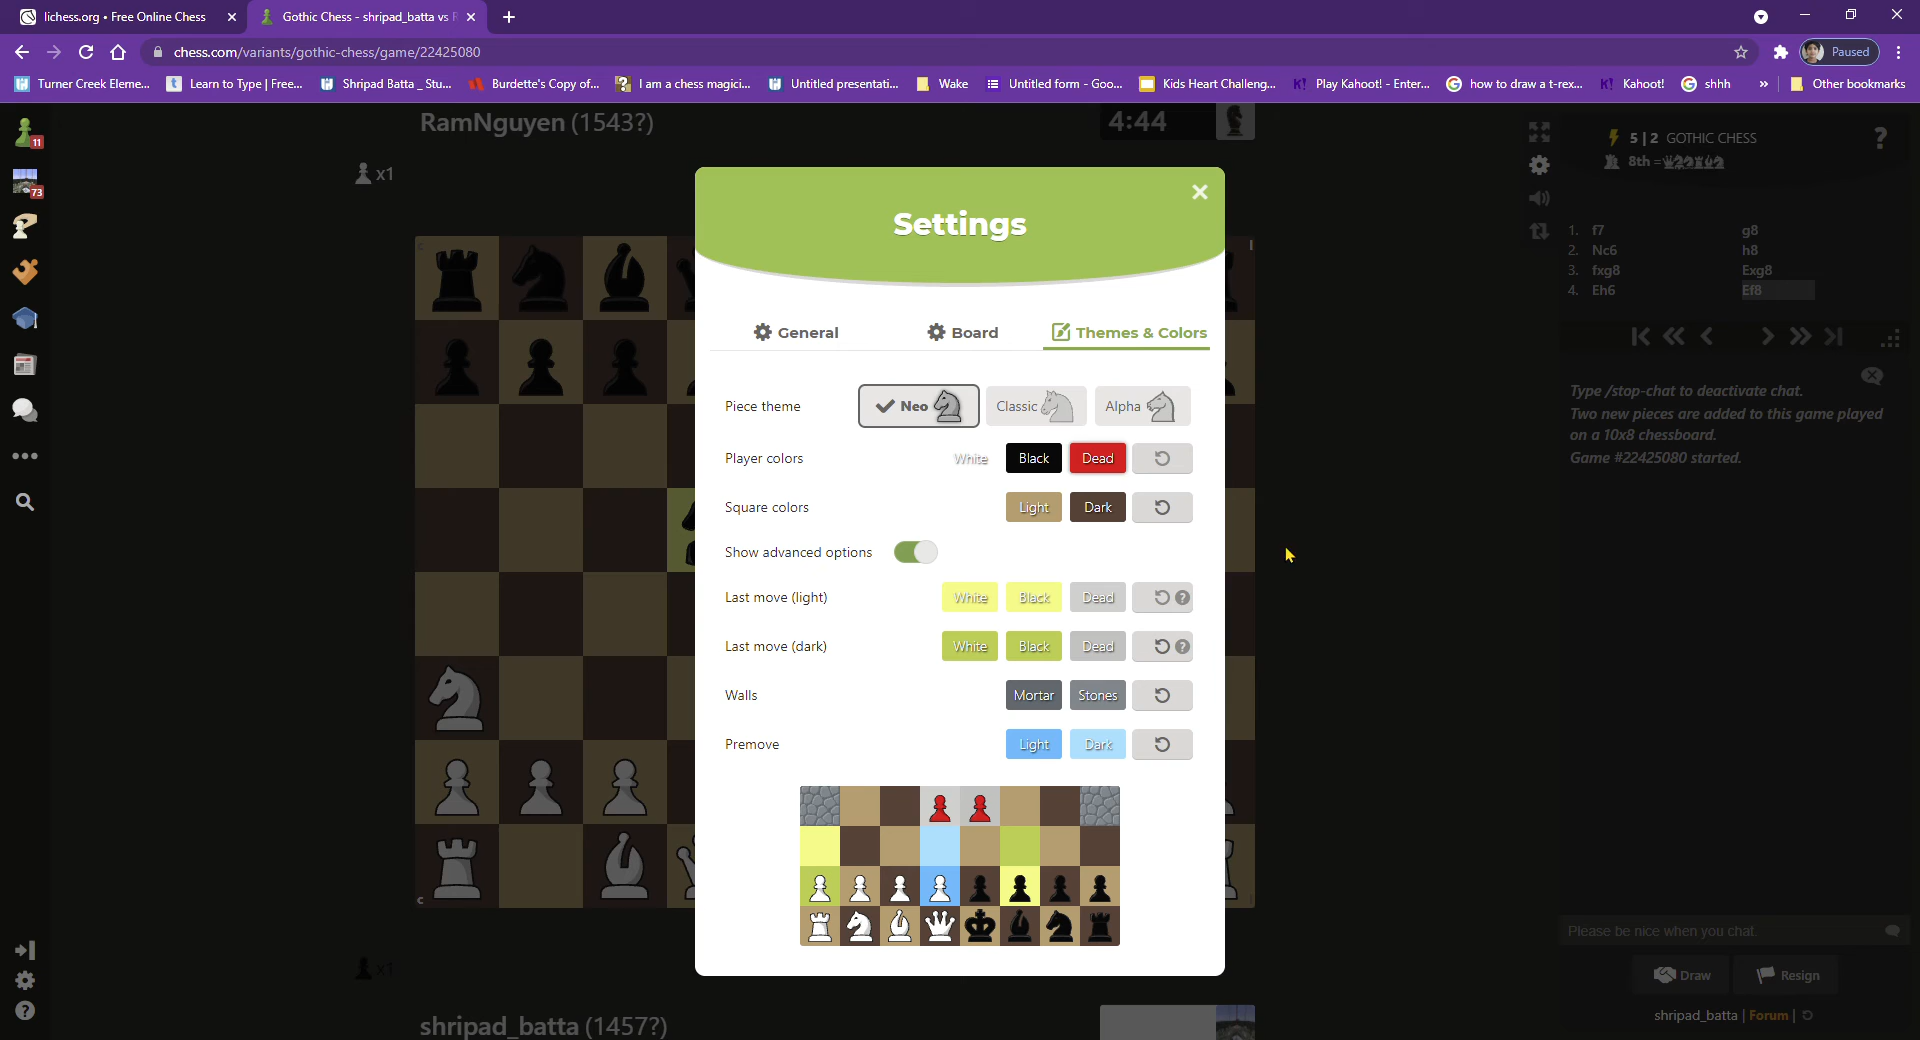 lichess.org • Free Online Chess
Gothic Chess - shripad_batta vs
chess.com/variants/gothic-chess/game/22425080
Paused
Turner Creek Eleme...
Learn to Type | Free...
Shripad Batta _ Stu...
Burdette's Copy of...
I am a chess magici...
Untitled presentati...
Wake
Untitled form - Goo...
Kids Heart Challeng...
Play Kahoot! - Enter...
how to draw a t-rex...
Kahoot!
shhh
»
Other bookmarks
11
73
RamNguyen (1543?)
4:44
x1
5 | 2 GOTHIC CHESS
8th =
1. f7 g8
2. Nc6 h8
3. fxg8 Exg8
4. Eh6 Ef8
Type /stop-chat to deactivate chat.
Two new pieces are added to this game played
on a 10x8 chessboard.
Game #22425080 started.
Settings
General
Board
Themes & Colors
Piece theme
Neo
Classic
Alpha
Player colors
White
Black
Dead
Square colors
Light
Dark
Show advanced options
Last move (light)
White
Black
Dead
Last move (dark)
White
Black
Dead
Walls
Mortar
Stones
Premove
Light
Dark
c
x1
shripad_batta (1457?)
Please be nice when you chat.
Draw
Resign
shripad_batta | Forum |